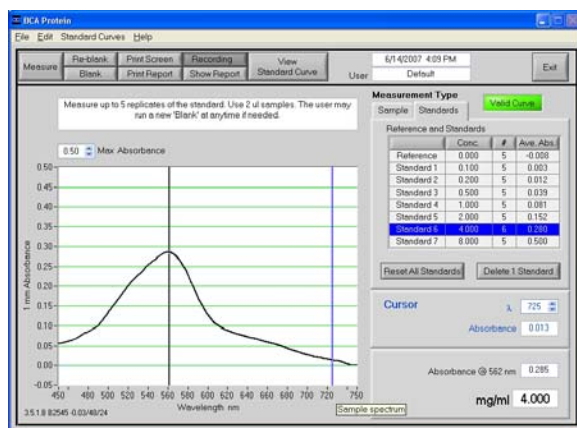 BCA Protein
File Edit Standard Curves Help
Measure
Re-blank Print Screen Recording
Blank Print Report Show Report
View
Standard Curve
6/14/2007 4:09 PM
User Default
Exit
Measure up to 5 replicates of the standard. Use 2 ul samples. The user may
run a new 'Blank' at anytime if needed.
0.50 Max Absorbance
1 mm Absorbance
0.50
0.45
0.40
0.35
0.30
0.25
0.20
0.15
0.10
0.05
0.00
-0.05
450 480 500 520 540 560 580 600 620 640 660 680 700 720 750
Wavelength nm
3.5.1.B B2545 -0.03/48/24
Sample spectrum
Measurement Type
Sample Standards
Valid Curve
Reference and Standards
Conc. # Ave. Abs.
Reference 0.000 5 -0.008
Standard 1 0.100 5 0.003
Standard 2 0.200 5 0.012
Standard 3 0.500 5 0.039
Standard 4 1.000 5 0.081
Standard 5 2.000 5 0.152
Standard 6 4.000 6 0.280
Standard 7 8.000 5 0.500
Reset All Standards Delete 1 Standard
Cursor λ 725
Absorbance 0.013
Absorbance @ 562 nm 0.285
mg/ml 4.000